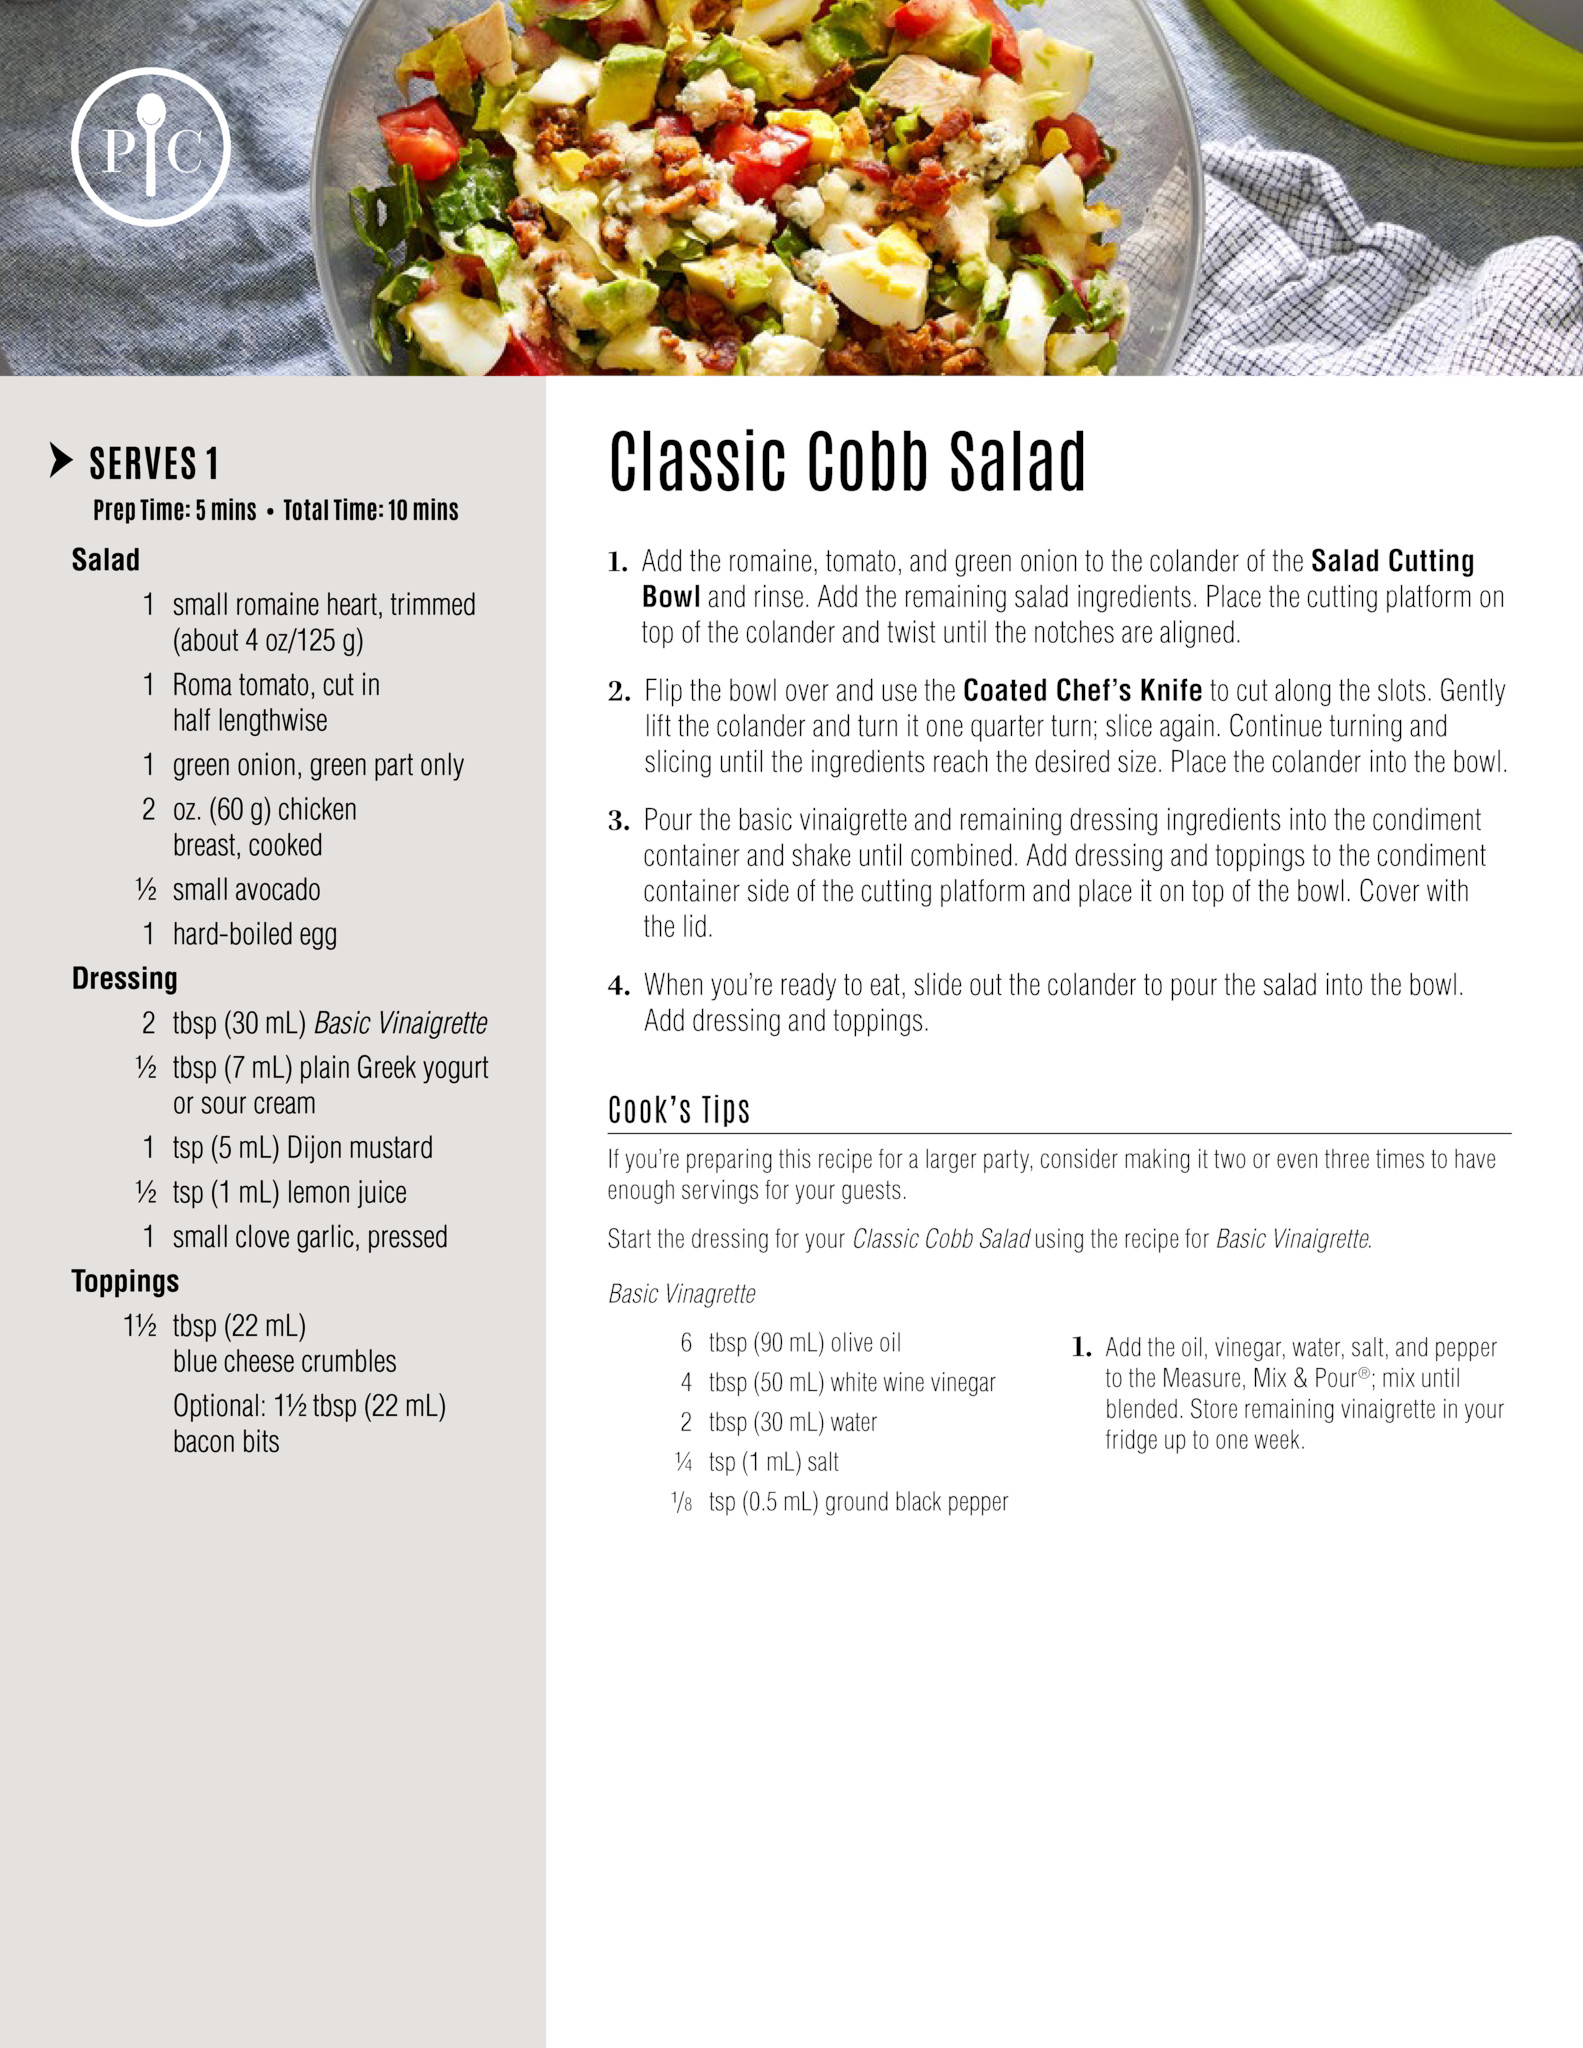 P C
SERVES 1
Prep Time: 5 mins • Total Time: 10 mins
Salad
1 small romaine heart, trimmed
(about 4 oz/125 g)
1 Roma tomato, cut in
half lengthwise
1 green onion, green part only
2 oz. (60 g) chicken
breast, cooked
½ small avocado
1 hard-boiled egg
Dressing
2 tbsp (30 mL) Basic Vinaigrette
½ tbsp (7 mL) plain Greek yogurt
or sour cream
1 tsp (5 mL) Dijon mustard
½ tsp (1 mL) lemon juice
1 small clove garlic, pressed
Toppings
1½ tbsp (22 mL)
blue cheese crumbles
Optional: 1½ tbsp (22 mL)
bacon bits
Classic Cobb Salad
1. Add the romaine, tomato, and green onion to the colander of the Salad Cutting
Bowl and rinse. Add the remaining salad ingredients. Place the cutting platform on
top of the colander and twist until the notches are aligned.
2. Flip the bowl over and use the Coated Chef's Knife to cut along the slots. Gently
lift the colander and turn it one quarter turn; slice again. Continue turning and
slicing until the ingredients reach the desired size. Place the colander into the bowl.
3. Pour the basic vinaigrette and remaining dressing ingredients into the condiment
container and shake until combined. Add dressing and toppings to the condiment
container side of the cutting platform and place it on top of the bowl. Cover with
the lid.
4. When you're ready to eat, slide out the colander to pour the salad into the bowl.
Add dressing and toppings.
Cook's Tips
If you're preparing this recipe for a larger party, consider making it two or even three times to have
enough servings for your guests.
Start the dressing for your Classic Cobb Salad using the recipe for Basic Vinaigrette.
Basic Vinagrette
6 tbsp (90 mL) olive oil
4 tbsp (50 mL) white wine vinegar
2 tbsp (30 mL) water
¼ tsp (1 mL) salt
1/8 tsp (0.5 mL) ground black pepper
1. Add the oil, vinegar, water, salt, and pepper
to the Measure, Mix & Pour®; mix until
blended. Store remaining vinaigrette in your
fridge up to one week.